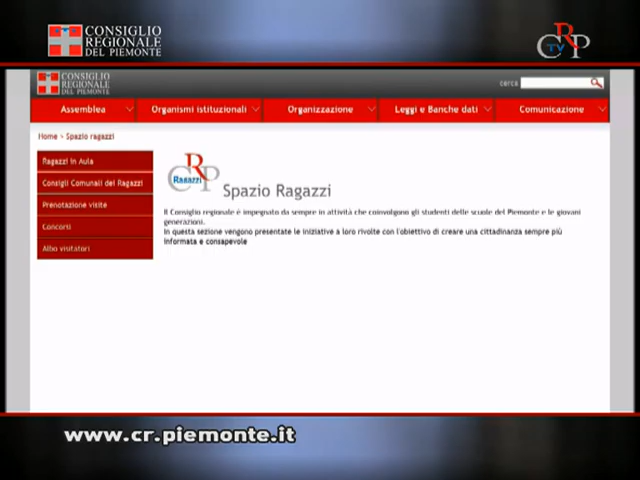 CONSIGLIO
REGIONALE
DEL PIEMONTE
CRP
TV
CONSIGLIO
REGIONALE
DEL PIEMONTE
cerca
Assemblea
Organismi istituzionali
Organizzazione
Leggi e Banche dati
Comunicazione
Home > Spazio ragazzi
Ragazzi in Aula
Consigli Comunali dei Ragazzi
Prenotazione visite
Concorsi
Albo visitatori
CRP
Ragazzi
Spazio Ragazzi
Il Consiglio regionale è impegnato da sempre in attività che coinvolgono gli studenti delle scuole del Piemonte e le giovani
generazioni.
In questa sezione vengono presentate le iniziative a loro rivolte con l'obiettivo di creare una cittadinanza sempre più
informata e consapevole
www.cr.piemonte.it